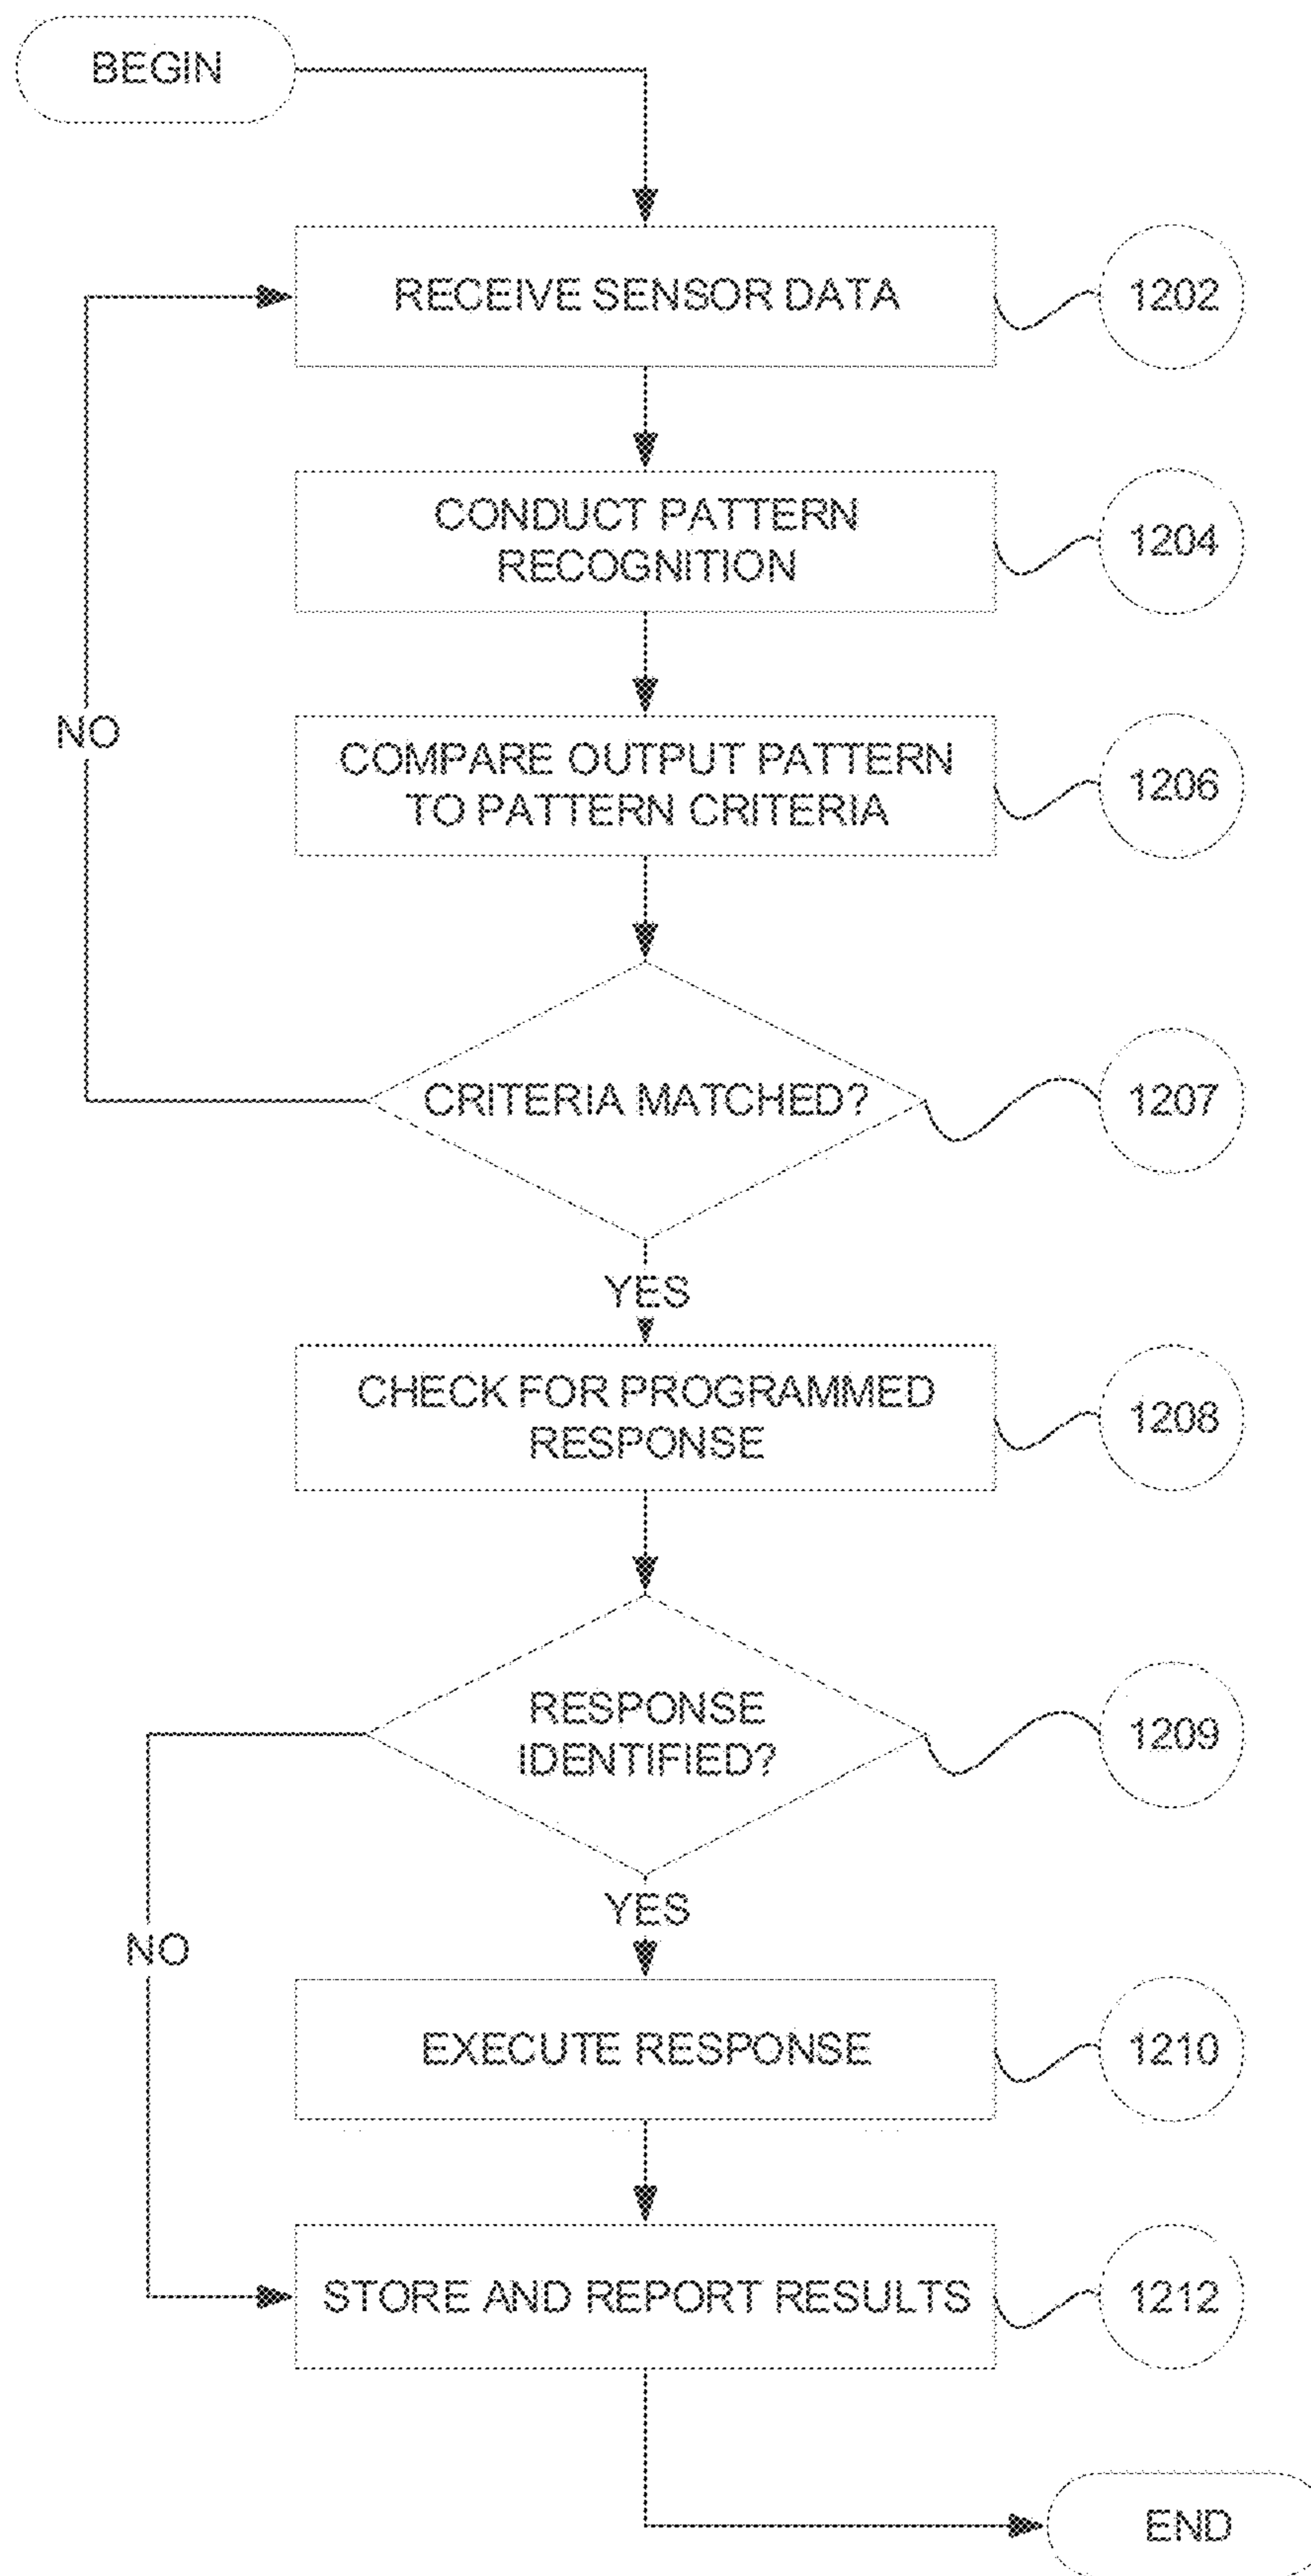 BEGIN
RECEIVE SENSOR DATA
1202
CONDUCT PATTERN
RECOGNITION
1204
NO
COMPARE OUTPUT PATTERN
TO PATTERN CRITERIA
1206
CRITERIA MATCHED?
1207
YES
CHECK FOR PROGRAMMED
RESPONSE
1208
RESPONSE
IDENTIFIED?
1209
YES
NO
EXECUTE RESPONSE
1210
STORE AND REPORT RESULTS
1212
END